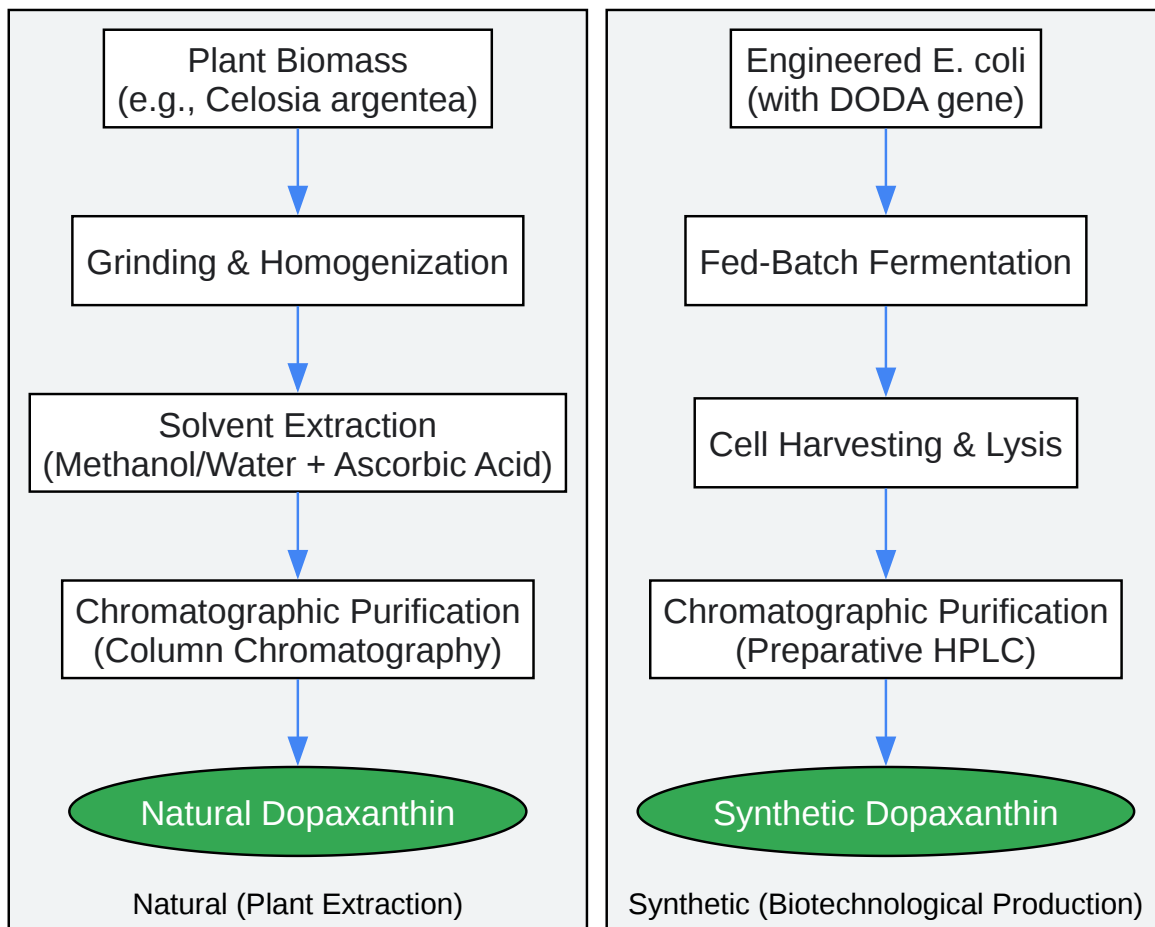 Plant Biomass
(e.g., Celosia argentea)
Grinding & Homogenization
Solvent Extraction
(Methanol/Water + Ascorbic Acid)
Chromatographic Purification
(Column Chromatography)
Natural Dopaxanthin
Natural (Plant Extraction)
Engineered E. coli
(with DODA gene)
Fed-Batch Fermentation
Cell Harvesting & Lysis
Chromatographic Purification
(Preparative HPLC)
Synthetic Dopaxanthin
Synthetic (Biotechnological Production)